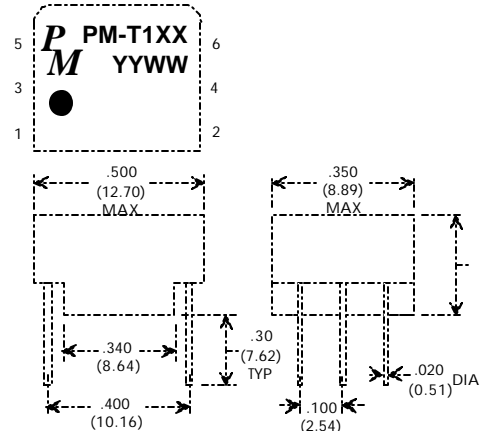 5 P M PM-T1XX 6
YYWW
3 4
1 2
.500
(12.70)
MAX
.350
(8.89)
MAX
.340
(8.64)
.30
(7.62)
TYP
.400
(10.16)
.100
(2.54)
.020
(0.51) DIA